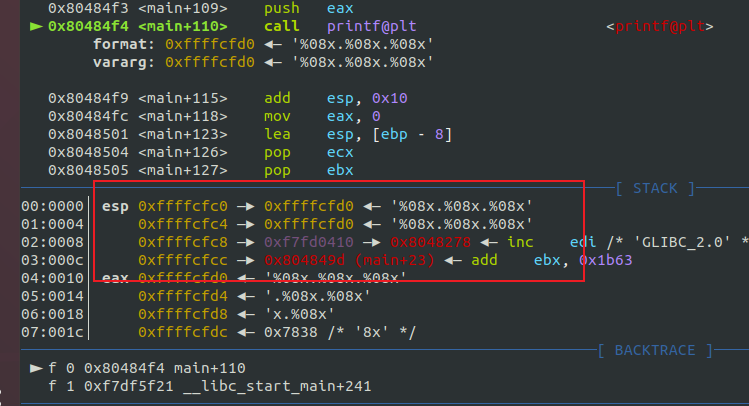 0x80484f3 <main+109> push eax
► 0x80484f4 <main+110> call printf@plt <printf@plt>
format: 0xffffcfd0 ◄— '%08x.%08x.%08x'
vararg: 0xffffcfd0 ◄— '%08x.%08x.%08x'
0x80484f9 <main+115> add esp, 0x10
0x80484fc <main+118> mov eax, 0
0x8048501 <main+123> lea esp, [ebp - 8]
0x8048504 <main+126> pop ecx
0x8048505 <main+127> pop ebx
[ STACK ]
00:0000│ esp 0xffffcfc0 —► 0xffffcfd0 ◄— '%08x.%08x.%08x'
01:0004│ 0xffffcfc4 —► 0xffffcfd0 ◄— '%08x.%08x.%08x'
02:0008│ 0xffffcfc8 —► 0xf7fd0410 —► 0x8048278 ◄— inc edi /* 'GLIBC_2.0' *
03:000c│ 0xffffcfcc —► 0x804849d (main+23) ◄— add ebx, 0x1b63
04:0010│ eax 0xffffcfd0 ◄— '%08x.%08x.%08x'
05:0014│ 0xffffcfd4 ◄— '.%08x.%08x'
06:0018│ 0xffffcfd8 ◄— 'x.%08x'
07:001c│ 0xffffcfdc ◄— 0x7838 /* '8x' */
[ BACKTRACE ]
► f 0 0x80484f4 main+110
f 1 0xf7df5f21 __libc_start_main+241